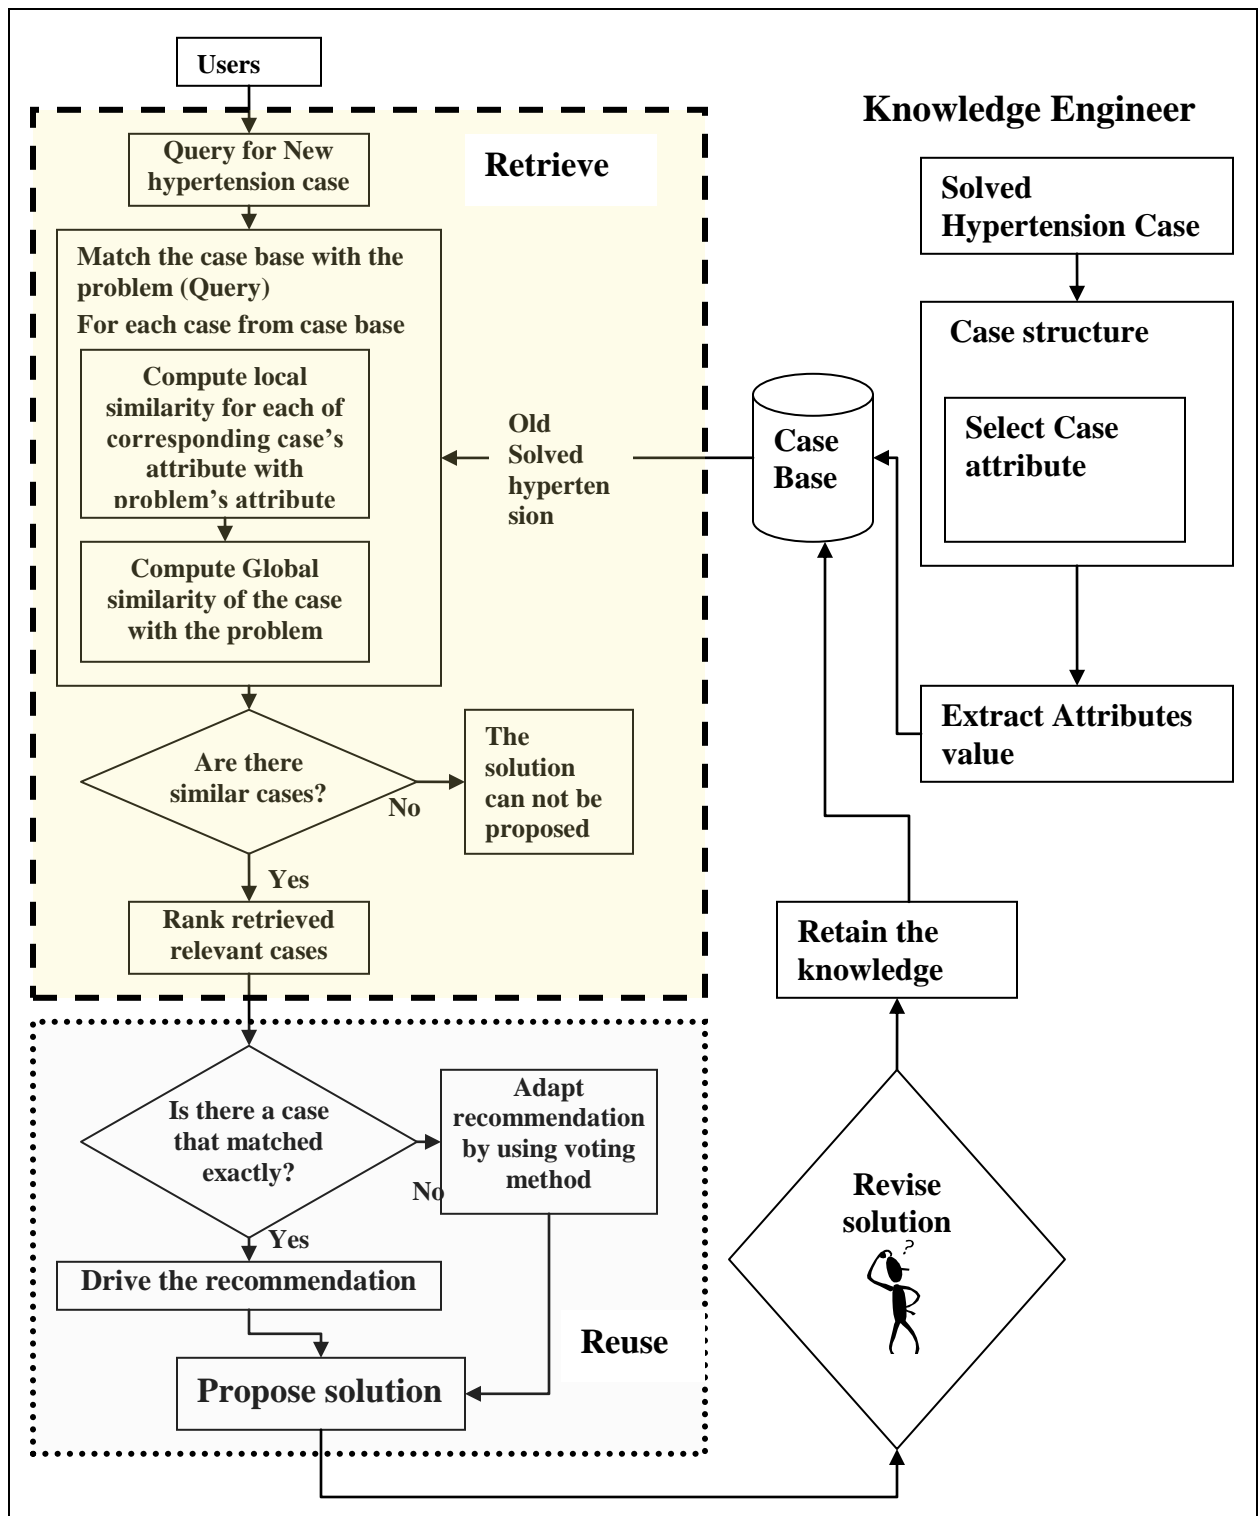 Users
Query for New
hypertension case
Retrieve
Match the case base with the
problem (Query)
For each case from case base
Compute local
similarity for each of
corresponding case's
attribute with
problem's attribute
Compute Global
similarity of the case
with the problem
Old
Solved
hyperten
sion
Are there
similar cases?
No
The
solution
can not be
proposed
Yes
Rank retrieved
relevant cases
Is there a case
that matched
exactly?
No
Adapt
recommendation
by using voting
method
Yes
Drive the recommendation
Reuse
Propose solution
Knowledge Engineer
Solved
Hypertension Case
Case structure
Select Case
attribute
Case
Base
Extract Attributes
value
Retain the
knowledge
Revise
solution
?